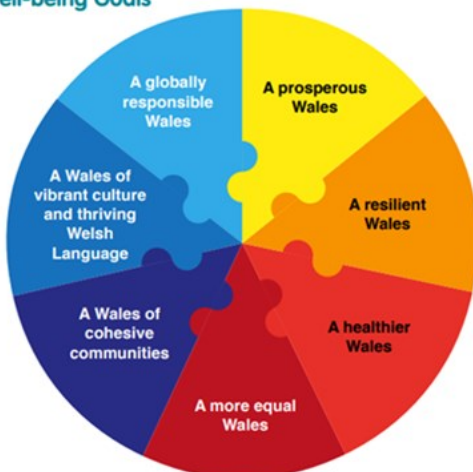 Goals
A prosperous
Wales
A resilient
Wales
A healthier
Wales
A more equal
Wales
A Wales of
cohesive
communities
A Wales of
vibrant culture
and thriving
Welsh
Language
A globally
responsible
Wales